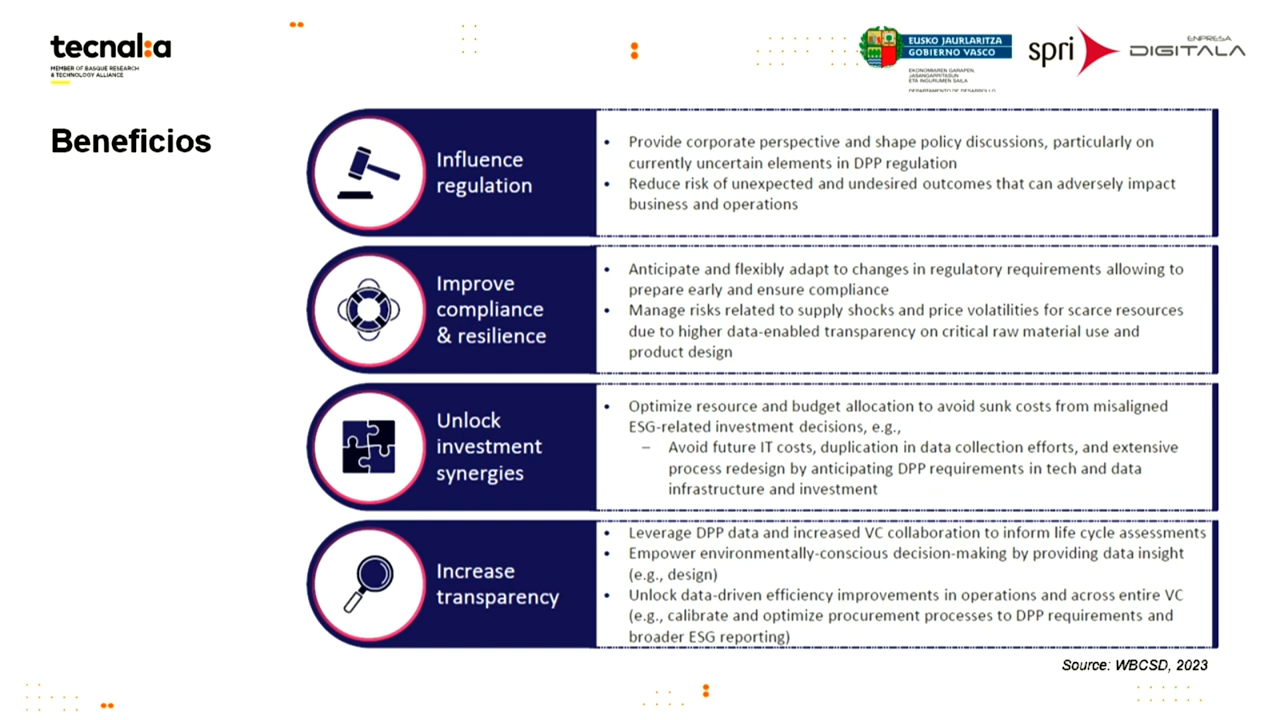 tecnal:a
MEMBER OF BASQUE RESEARCH
& TECHNOLOGY ALLIANCE
EUSKO JAURLARITZA
GOBIERNO VASCO
EKONOMIAREN GARAPEN,
JASANGARRITASUN
ETA INGURUMEN SAILA
DEPARTAMENTO DE DESARROLLO
spri
ENPRESA
DIGITALA
Beneficios
Influence
regulation
• Provide corporate perspective and shape policy discussions, particularly on
currently uncertain elements in DPP regulation
• Reduce risk of unexpected and undesired outcomes that can adversely impact
business and operations
Improve
compliance
& resilience
• Anticipate and flexibly adapt to changes in regulatory requirements allowing to
prepare early and ensure compliance
• Manage risks related to supply shocks and price volatilities for scarce resources
due to higher data-enabled transparency on critical raw material use and
product design
Unlock
investment
synergies
• Optimize resource and budget allocation to avoid sunk costs from misaligned
ESG-related investment decisions, e.g.,
– Avoid future IT costs, duplication in data collection efforts, and extensive
process redesign by anticipating DPP requirements in tech and data
infrastructure and investment
Increase
transparency
• Leverage DPP data and increased VC collaboration to inform life cycle assessments
• Empower environmentally-conscious decision-making by providing data insight
(e.g., design)
• Unlock data-driven efficiency improvements in operations and across entire VC
(e.g., calibrate and optimize procurement processes to DPP requirements and
broader ESG reporting)
Source: WBCSD, 2023